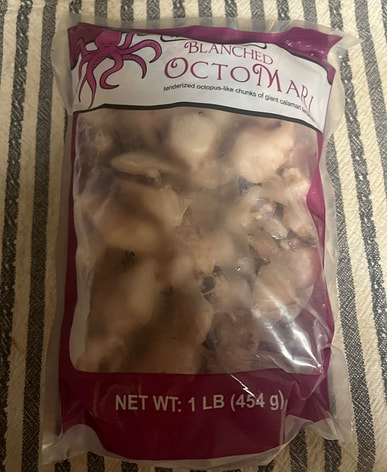 BLANCHED
OCTOMARI
tenderized octopus-like chunks of giant calamari
NET WT: 1 LB (454 g)